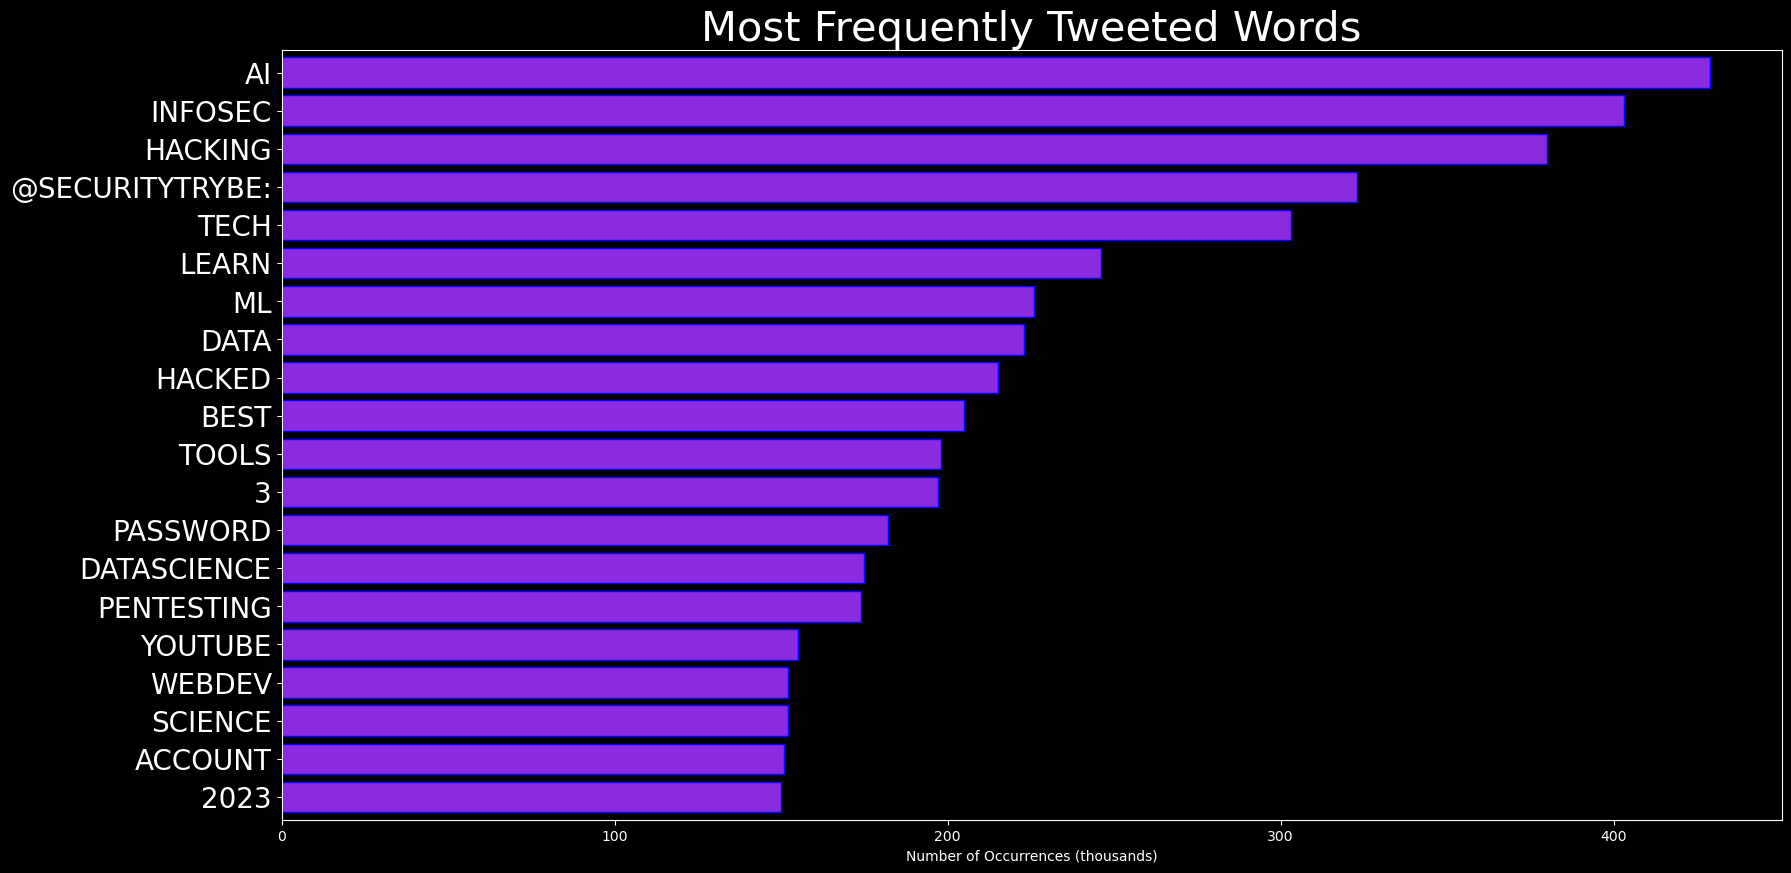 Most Frequently Tweeted Words
AI
INFOSEC
HACKING
@SECURITYTRYBE:
TECH
LEARN
ML
DATA
HACKED
BEST
TOOLS
3
PASSWORD
DATASCIENCE
PENTESTING
YOUTUBE
WEBDEV
SCIENCE
ACCOUNT
2023
0 100 200 300 400
Number of Occurrences (thousands)